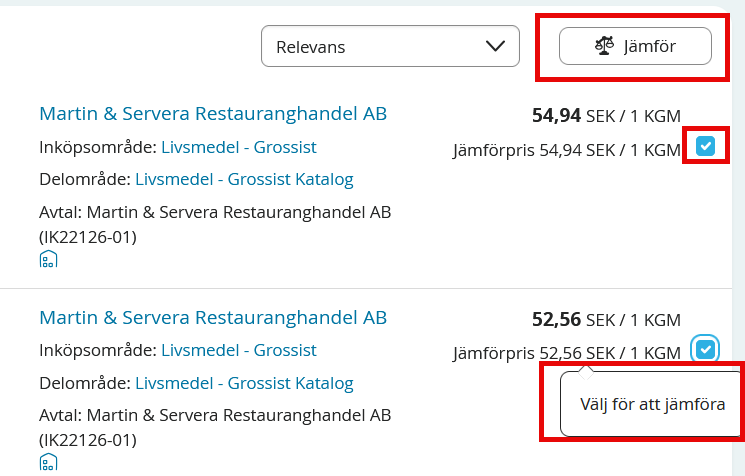 Relevans
Jämför
Martin & Servera Restauranghandel AB
54,94 SEK / 1 KGM
Inköpsområde: Livsmedel - Grossist
Jämförpris 54,94 SEK / 1 KGM
Delområde: Livsmedel - Grossist Katalog
Avtal: Martin & Servera Restauranghandel AB
(IK22126-01)
Martin & Servera Restauranghandel AB
52,56 SEK / 1 KGM
Inköpsområde: Livsmedel - Grossist
Jämförpris 52,56 SEK / 1 KGM
Delområde: Livsmedel - Grossist Katalog
Välj för att jämföra
Avtal: Martin & Servera Restauranghandel AB
(IK22126-01)